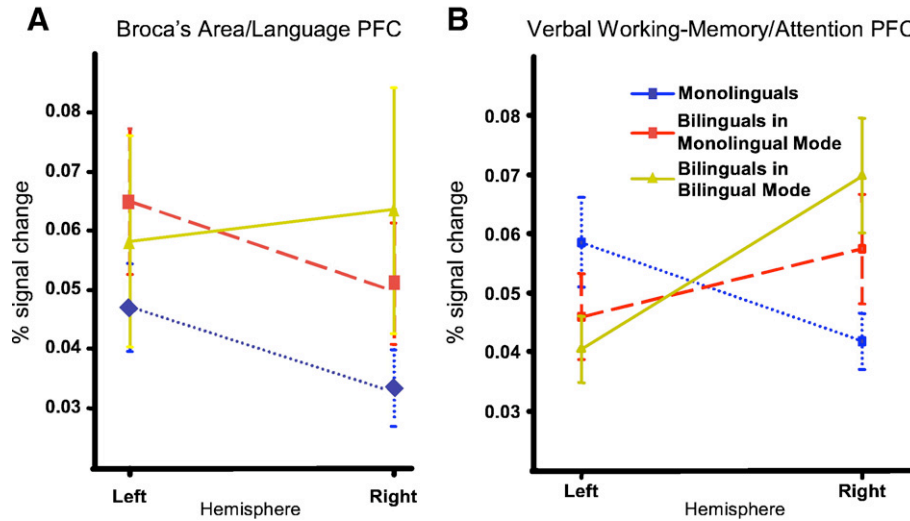 A
Broca's Area/Language PFC
% signal change
0.08
0.07
0.06
0.05
0.04
0.03
Left
Right
Hemisphere
B
Verbal Working-Memory/Attention PFC
Monolinguals
Bilinguals in
Monolingual Mode
Bilinguals in
Bilingual Mode
% signal change
0.08
0.07
0.06
0.05
0.04
0.03
Left
Right
Hemisphere